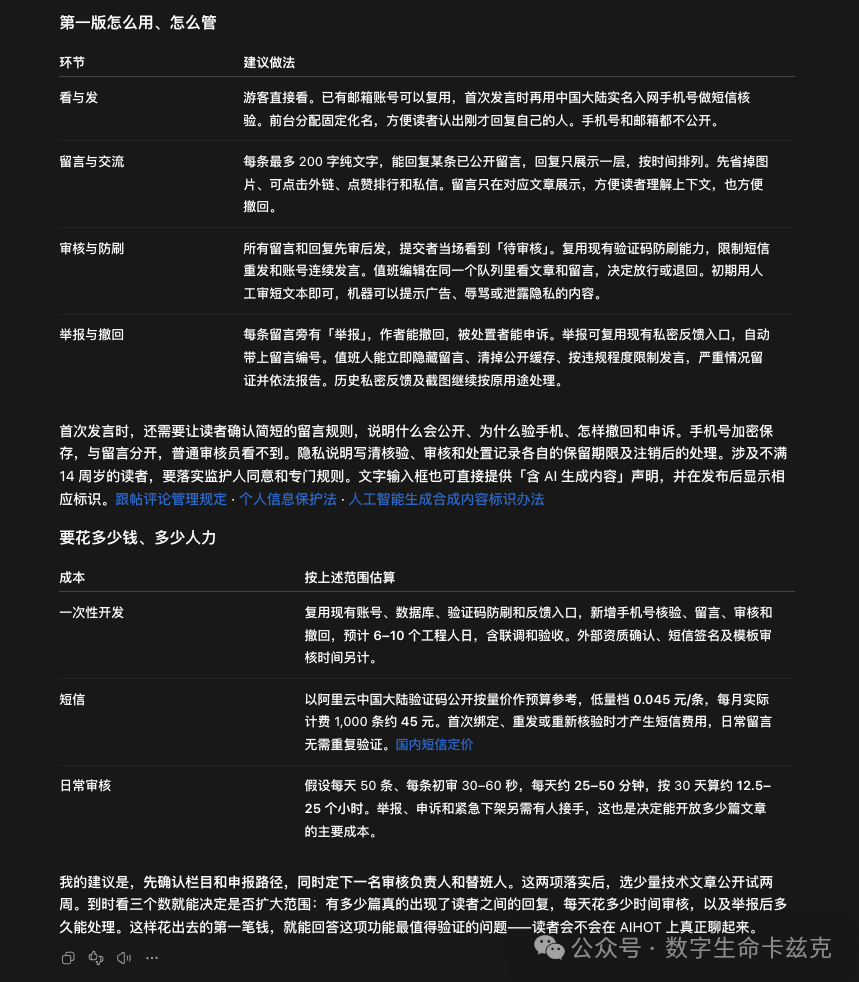 第一版怎么用、怎么管
环节 建议做法
看与发 游客直接看。已有邮箱账号可以复用，首次发言时再用中国大陆实名入网手机号做短信核
验。前台分配固定化名，方便读者认出刚才回复自己的人。手机号和邮箱都不公开。
留言与交流 每条最多 200 字纯文字，能回复某条已公开留言，回复只展示一层，按时间排列。先省掉图
片、可点击外链、点赞排行和私信。留言只在对应文章展示，方便读者理解上下文，也方便
撤回。
审核与防刷 所有留言和回复先审后发，提交者当场看到「待审核」。复用现有验证码防刷能力，限制短信
重发和账号连续发言。值班编辑在同一个队列里看文章和留言，决定放行或退回。初期用人
工审短文本即可，机器可以提示广告、辱骂或泄露隐私的内容。
举报与撤回 每条留言旁有「举报」，作者能撤回，被处置者能申诉。举报可复用现有私密反馈入口，自动
带上留言编号。值班人能立即隐藏留言、清掉公开缓存、按违规程度限制发言，严重情况留
证并依法报告。历史私密反馈及截图继续按原用途处理。
首次发言时，还需要让读者确认简短的留言规则，说明什么会公开、为什么验手机、怎样撤回和申诉。手机号加密保
存，与留言分开，普通审核员看不到。隐私说明写清核验、审核和处置记录各自的保留期限及注销后的处理。涉及不满
14 周岁的读者，要落实监护人同意和专门规则。文字输入框也可直接提供「含 AI 生成内容」声明，并在发布后显示相
应标识。跟帖评论管理规定 · 个人信息保护法 · 人工智能生成合成内容标识办法
要花多少钱、多少人力
成本 按上述范围估算
一次性开发 复用现有账号、数据库、验证码防刷和反馈入口，新增手机号核验、留言、审核和
撤回，预计 6–10 个工程人日，含联调和验收。外部资质确认、短信签名及模板审
核时间另计。
短信 以阿里云中国大陆验证码公开按量价作预算参考，低量档 0.045 元/条，每月实际
计费 1,000 条约 45 元。首次绑定、重发或重新核验时才产生短信费用，日常留言
无需重复验证。国内短信定价
日常审核 假设每天 50 条、每条初审 30–60 秒，每天约 25–50 分钟，按 30 天算约 12.5–
25 个小时。举报、申诉和紧急下架另需有人接手，这也是决定能开放多少篇文章
的主要成本。
我的建议是，先确认栏目和申报路径，同时定下一名审核负责人和替班人。这两项落实后，选少量技术文章公开试两
周。到时看三个数就能决定是否扩大范围：有多少篇真的出现了读者之间的回复，每天花多少时间审核，以及举报后多
久能处理。这样花出去的第一笔钱，就能回答这项功能最值得验证的问题——读者会不会在 AIHOT 上真正聊起来。
公众号 · 数字生命卡兹克